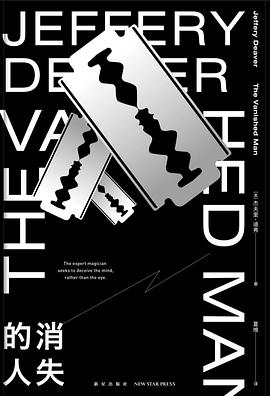 JEFFERY
DEAVER
THE
VANISHED MAN
Jeffery Deaver
The Vanished Man
[美] 杰夫里·迪弗 著
夏维 译
The expert magician
seeks to deceive the mind,
rather than the eye.
消失
的人
新星出版社 NEW STAR PRESS